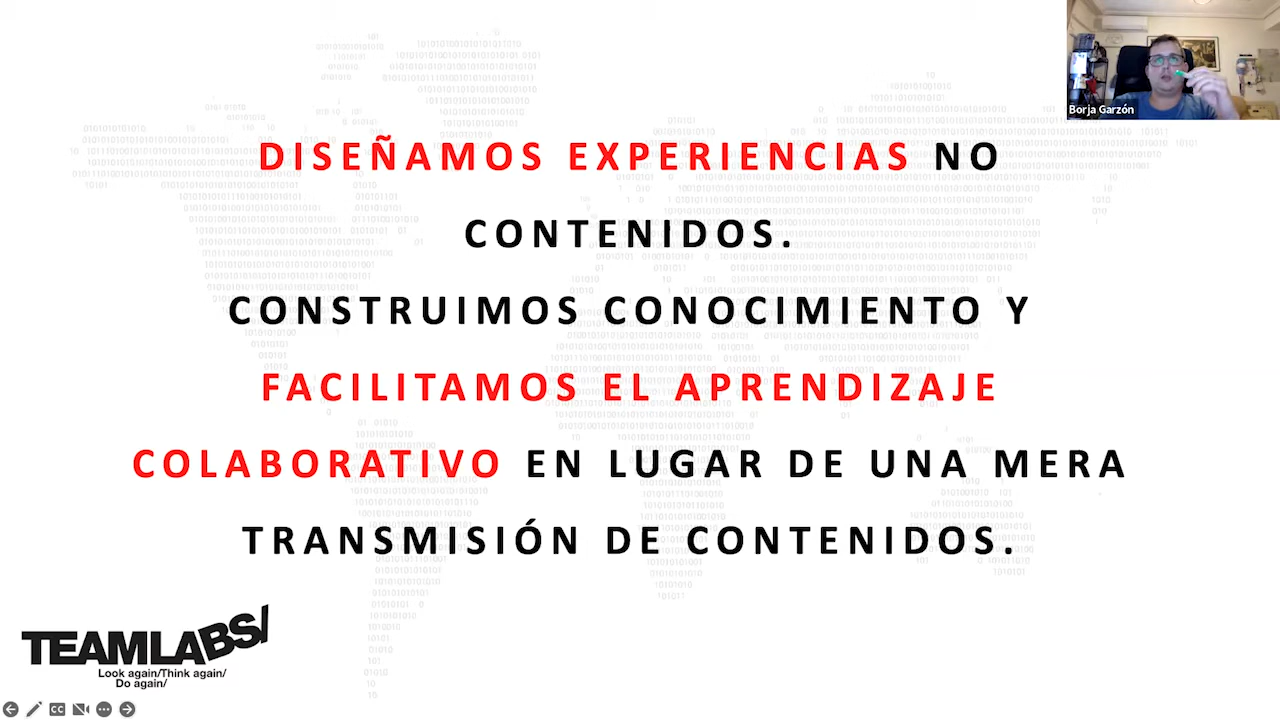 Borja Garzón
DISEÑAMOS EXPERIENCIAS NO
CONTENIDOS.
CONSTRUIMOS CONOCIMIENTO Y
FACILITAMOS EL APRENDIZAJE
COLABORATIVO EN LUGAR DE UNA MERA
TRANSMISIÓN DE CONTENIDOS.
TEAMLABS/
Look again/Think again/
Do again/
CC